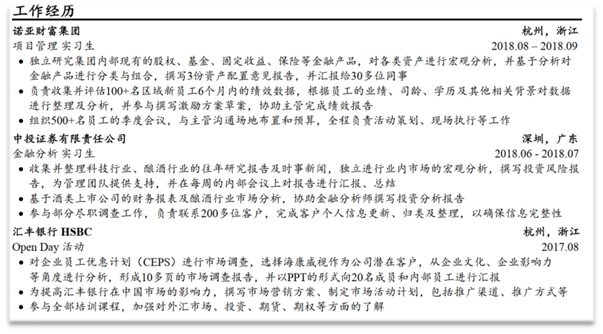 工作经历
诺亚财富集团 杭州，浙江
项目管理 实习生 2018.08 – 2018.09
● 独立研究集团内部现有的股权、基金、固定收益、保险等金融产品，对各类资产进行宏观分析，并基于分析对
金融产品进行分类与组合，撰写3份资产配置意见报告，并汇报给30多位同事
● 负责收集并评估100+名区域新员工6个月内的绩效数据，根据员工的业绩、司龄、学历及其他相关背景对数据
进行整理及分析，并参与撰写激励方案草案，协助主管完成绩效报告
● 组织500+名员工的季度会议，与主管沟通场地布置和预算，全程负责活动策划、现场执行等工作
中投证券有限责任公司 深圳，广东
金融分析 实习生 2018.06 - 2018.07
● 收集并整理科技行业、酿酒行业的往年研究报告及时事新闻，独立进行业内市场的宏观分析，撰写投资风险报
告，为管理团队提供支持，并在每周的内部会议上对报告进行汇报、总结
● 基于酒类上市公司的财务报表及酿酒行业市场分析，协助金融分析师撰写投资分析报告
● 参与部分尽职调查工作，负责联系200多位客户，完成客户个人信息更新、归类及整理，以确保信息完整性
汇丰银行 HSBC 杭州，浙江
Open Day 活动 2017.08
● 对企业员工优惠计划（CEPS）进行市场调查，选择海康威视作为公司潜在客户，从企业文化、企业影响力
等角度进行分析，形成10多页的市场调查报告，并以PPT的形式向20名成员和内部员工进行汇报
● 为提高汇丰银行在中国市场的影响力，撰写市场营销方案、制定市场活动计划，包括推广渠道、推广方式等
● 参与全部培训课程，加强对外汇市场、投资、期货、期权等方面的了解